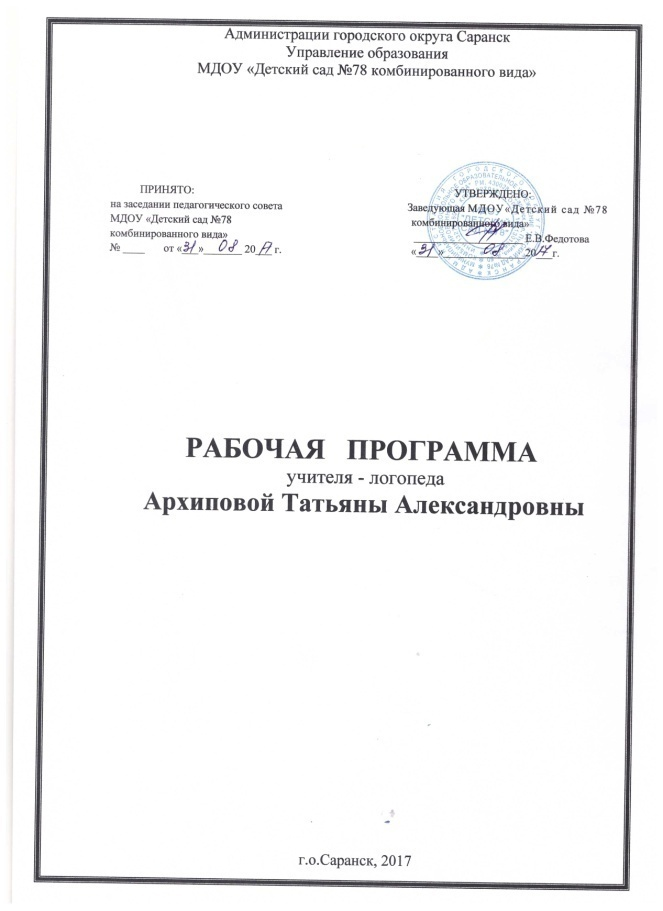 Администрации городского округа Саранск
Управление образования
МДОУ «Детский сад №78 комбинированного вида»
ПРИНЯТО:
на заседании педагогического совета
МДОУ «Детский сад №78
комбинированного вида»
№ ____ от «31» 08 2017 г.
УТВЕРЖДЕНО:
Заведующая МДОУ «Детский сад №78
комбинированного вида»
Е.В.Федотова
«31» 08 2017 г.
РАБОЧАЯ ПРОГРАММА
учителя - логопеда
Архиповой Татьяны Александровны
г.о.Саранск, 2017